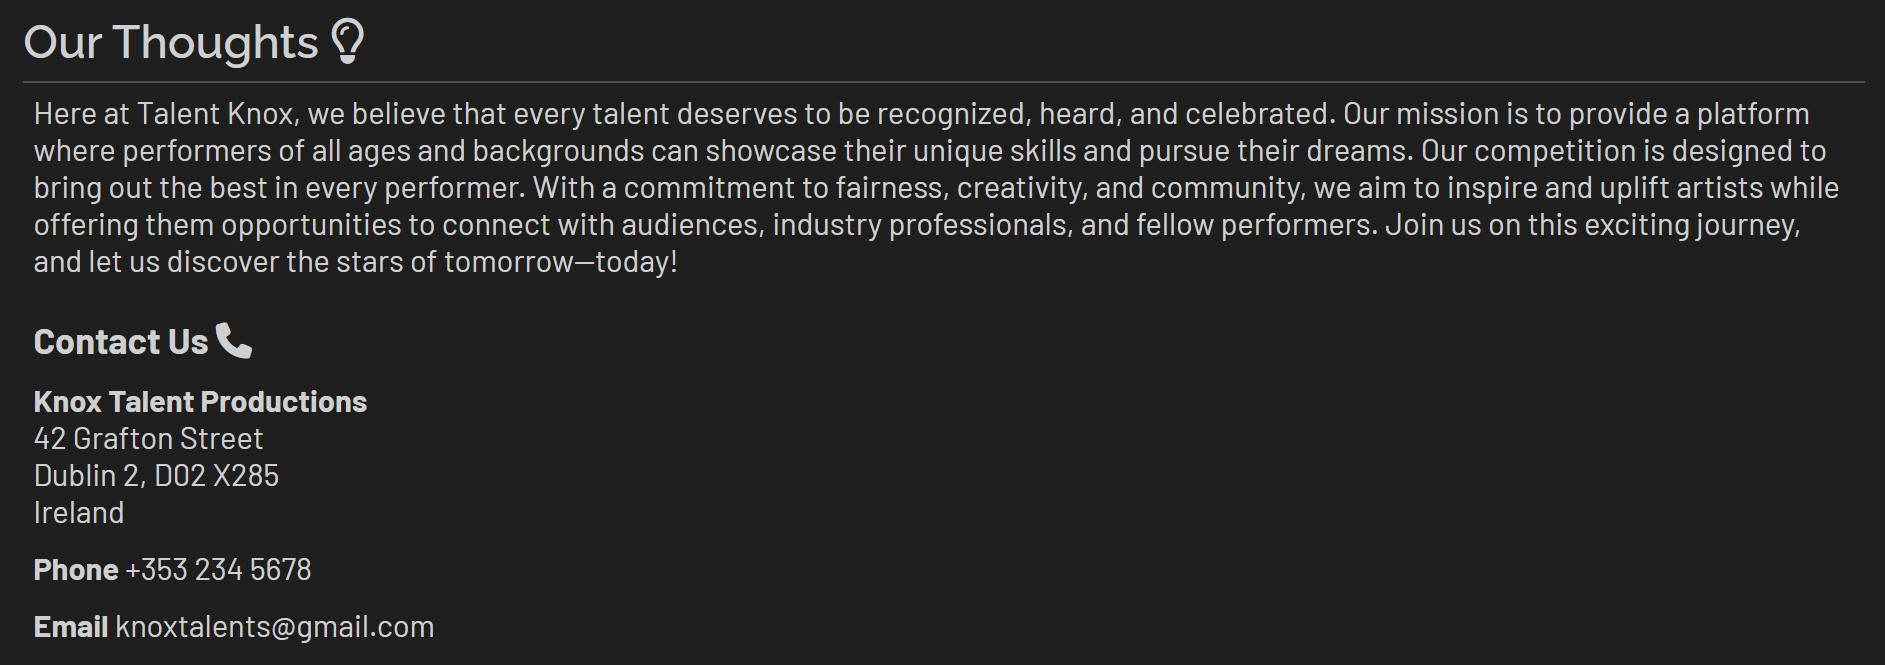 Our Thoughts
Here at Talent Knox, we believe that every talent deserves to be recognized, heard, and celebrated. Our mission is to provide a platform
where performers of all ages and backgrounds can showcase their unique skills and pursue their dreams. Our competition is designed to
bring out the best in every performer. With a commitment to fairness, creativity, and community, we aim to inspire and uplift artists while
offering them opportunities to connect with audiences, industry professionals, and fellow performers. Join us on this exciting journey,
and let us discover the stars of tomorrow—today!
Contact Us
Knox Talent Productions
42 Grafton Street
Dublin 2, D02 X285
Ireland
Phone +353 234 5678
Email knoxtalents@gmail.com